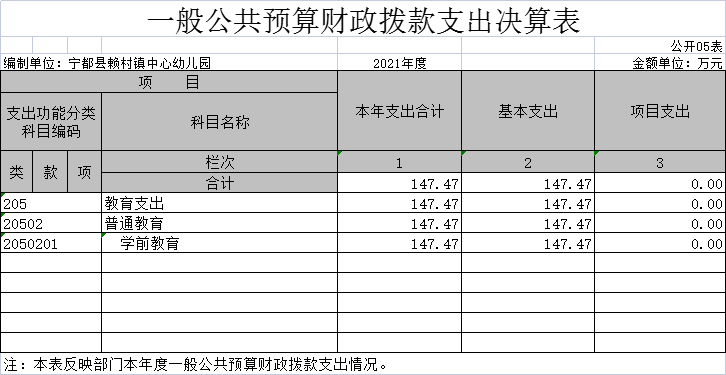 一般公共预算财政拨款支出决算表
公开05表
编制单位：宁都县赖村镇中心幼儿园 2021年度 金额单位：万元
项 目 本年支出合计 基本支出 项目支出
支出功能分类科目编码 科目名称
类 款 项 栏次 1 2 3
合计 147.47 147.47 0.00
205 教育支出 147.47 147.47 0.00
20502 普通教育 147.47 147.47 0.00
2050201 学前教育 147.47 147.47 0.00
注：本表反映部门本年度一般公共预算财政拨款支出情况。